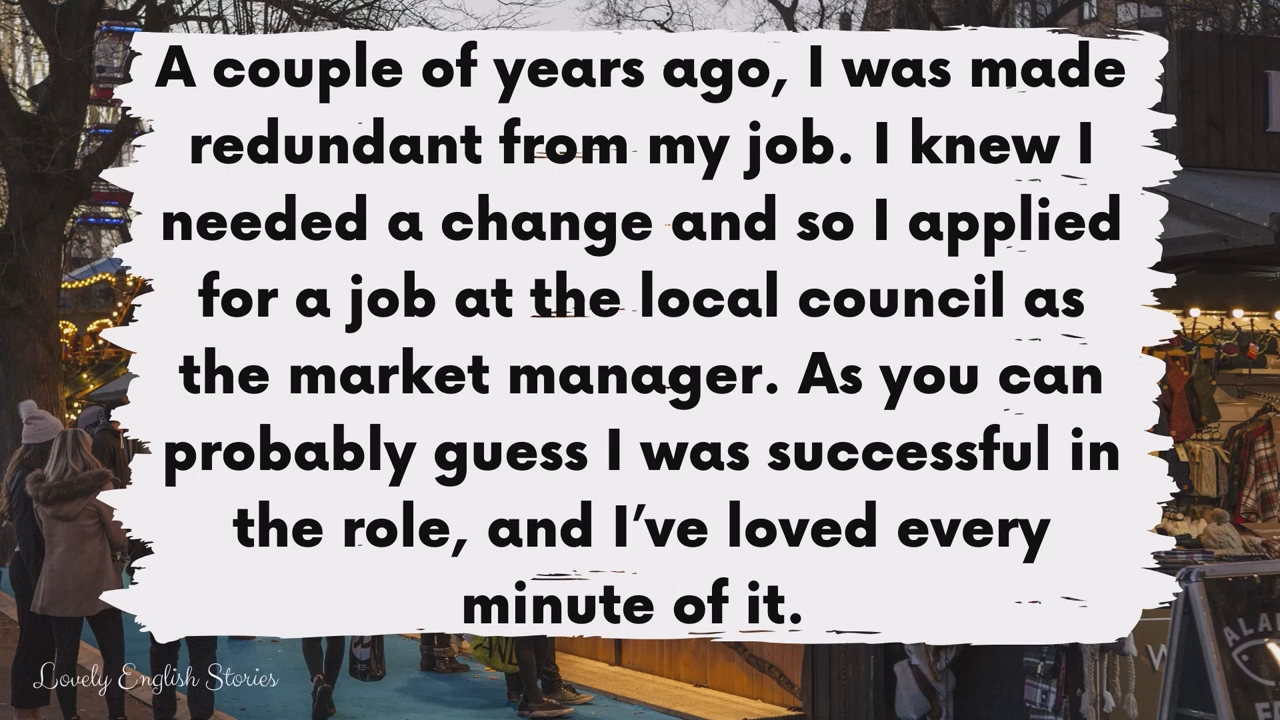 A couple of years ago, I was made
redundant from my job. I knew I
needed a change and so I applied
for a job at the local council as
the market manager. As you can
probably guess I was successful in
the role, and I’ve loved every
minute of it.
Lovely English Stories